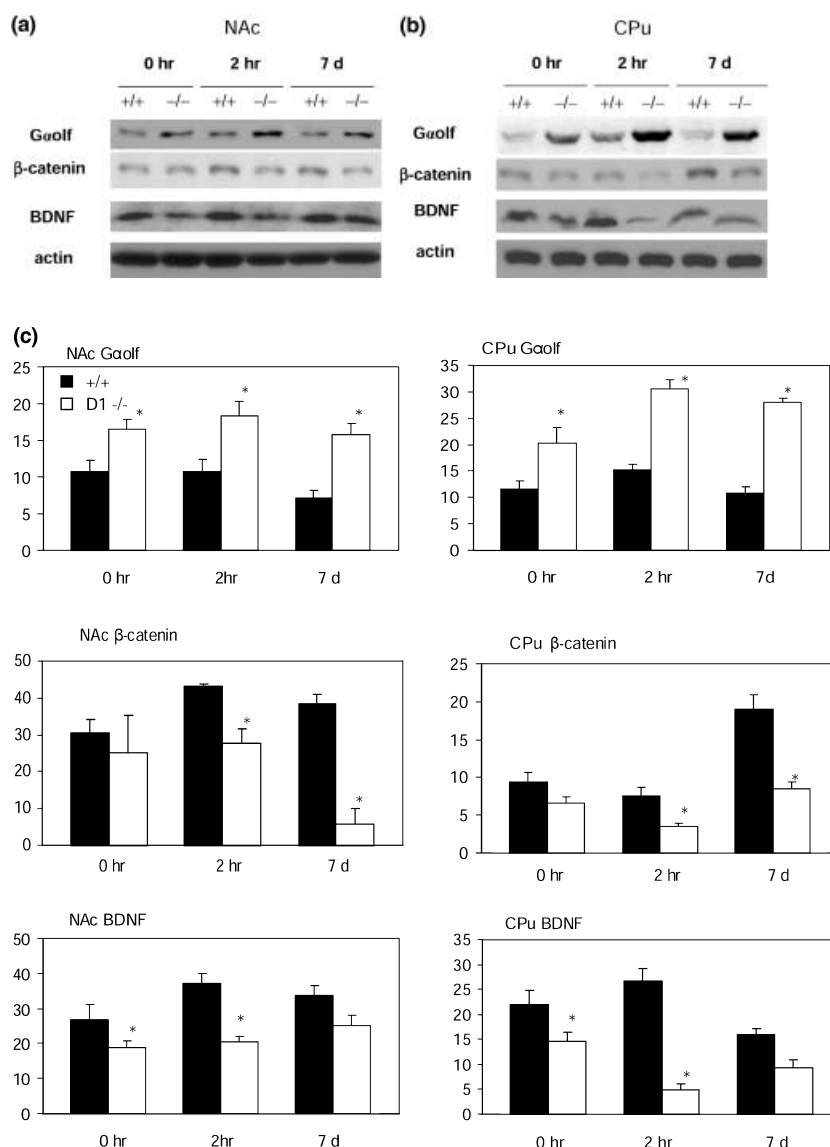 (a)
NAc
0 hr 2 hr 7 d
+/+ –/– +/+ –/– +/+ –/–
Gαolf
β-catenin
BDNF
actin
(b)
CPu
0 hr 2 hr 7 d
+/+ –/– +/+ –/– +/+ –/–
Gαolf
β-catenin
BDNF
actin
(c)
NAc Gαolf
25
20
15
10
5
0
+/+
D1 -/-
* * *
0 hr 2hr 7 d
CPu Gαolf
35
30
25
20
15
10
5
0
* * *
0 hr 2 hr 7d
NAc β-catenin
50
40
30
20
10
0
* *
0 hr 2 hr 7 d
CPu β-catenin
25
20
15
10
5
0
* *
0 hr 2 hr 7 d
NAc BDNF
50
40
30
20
10
0
* *
0 hr 2hr 7 d
CPu BDNF
35
30
25
20
15
10
5
0
* *
0 hr 2 hr 7 d